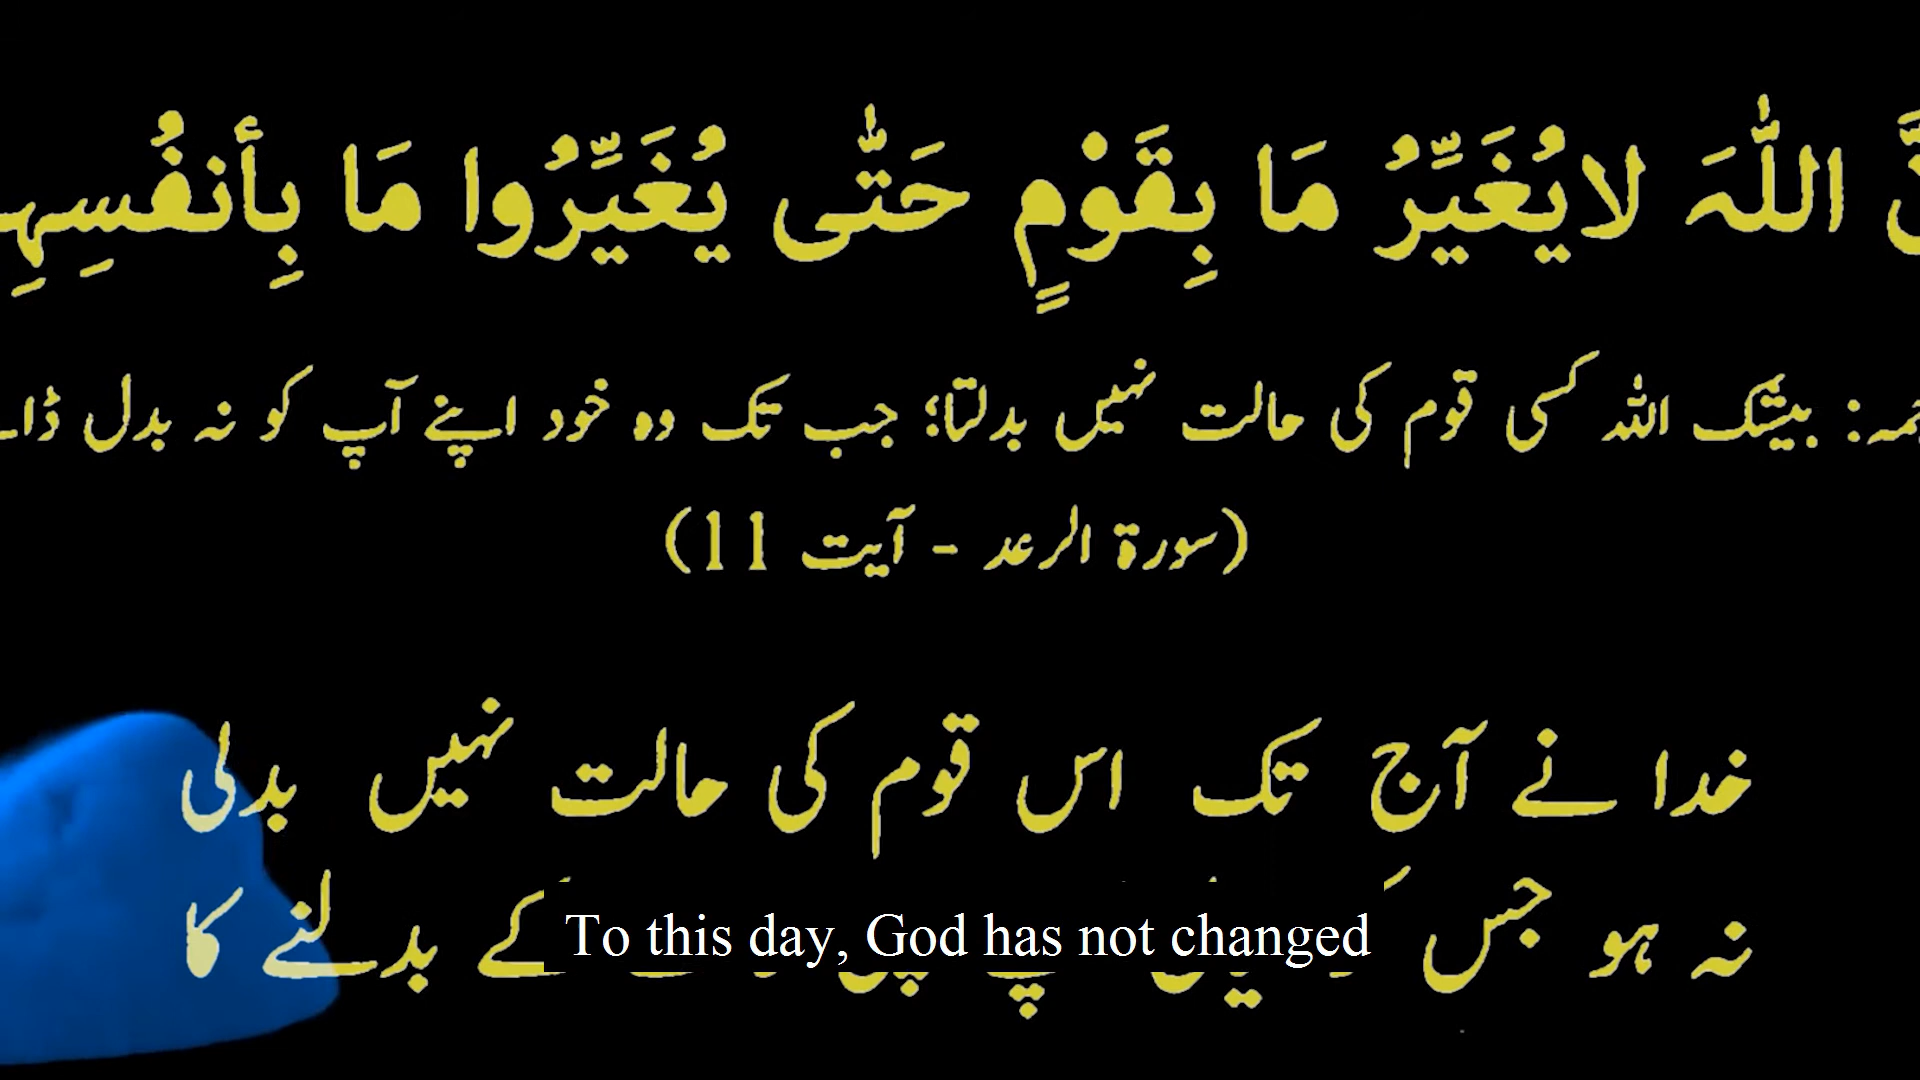 اللّٰهَ لايُغَيِّرُ مَا بِقَوْمٍ حَتّٰى يُغَيِّرُوا مَا بِأنفُسِهِ
بیشک اللہ کسی قوم کی حالت نہیں بدلتا؛ جب تک وہ خود اپنے آپ کو نہ بدل
(سورۃ الرعد - آیت 11)
خدا نے آج تک اس قوم کی حالت نہیں بدلی
نہ ہو جس کے بدلنے کا
To this day, God has not changed